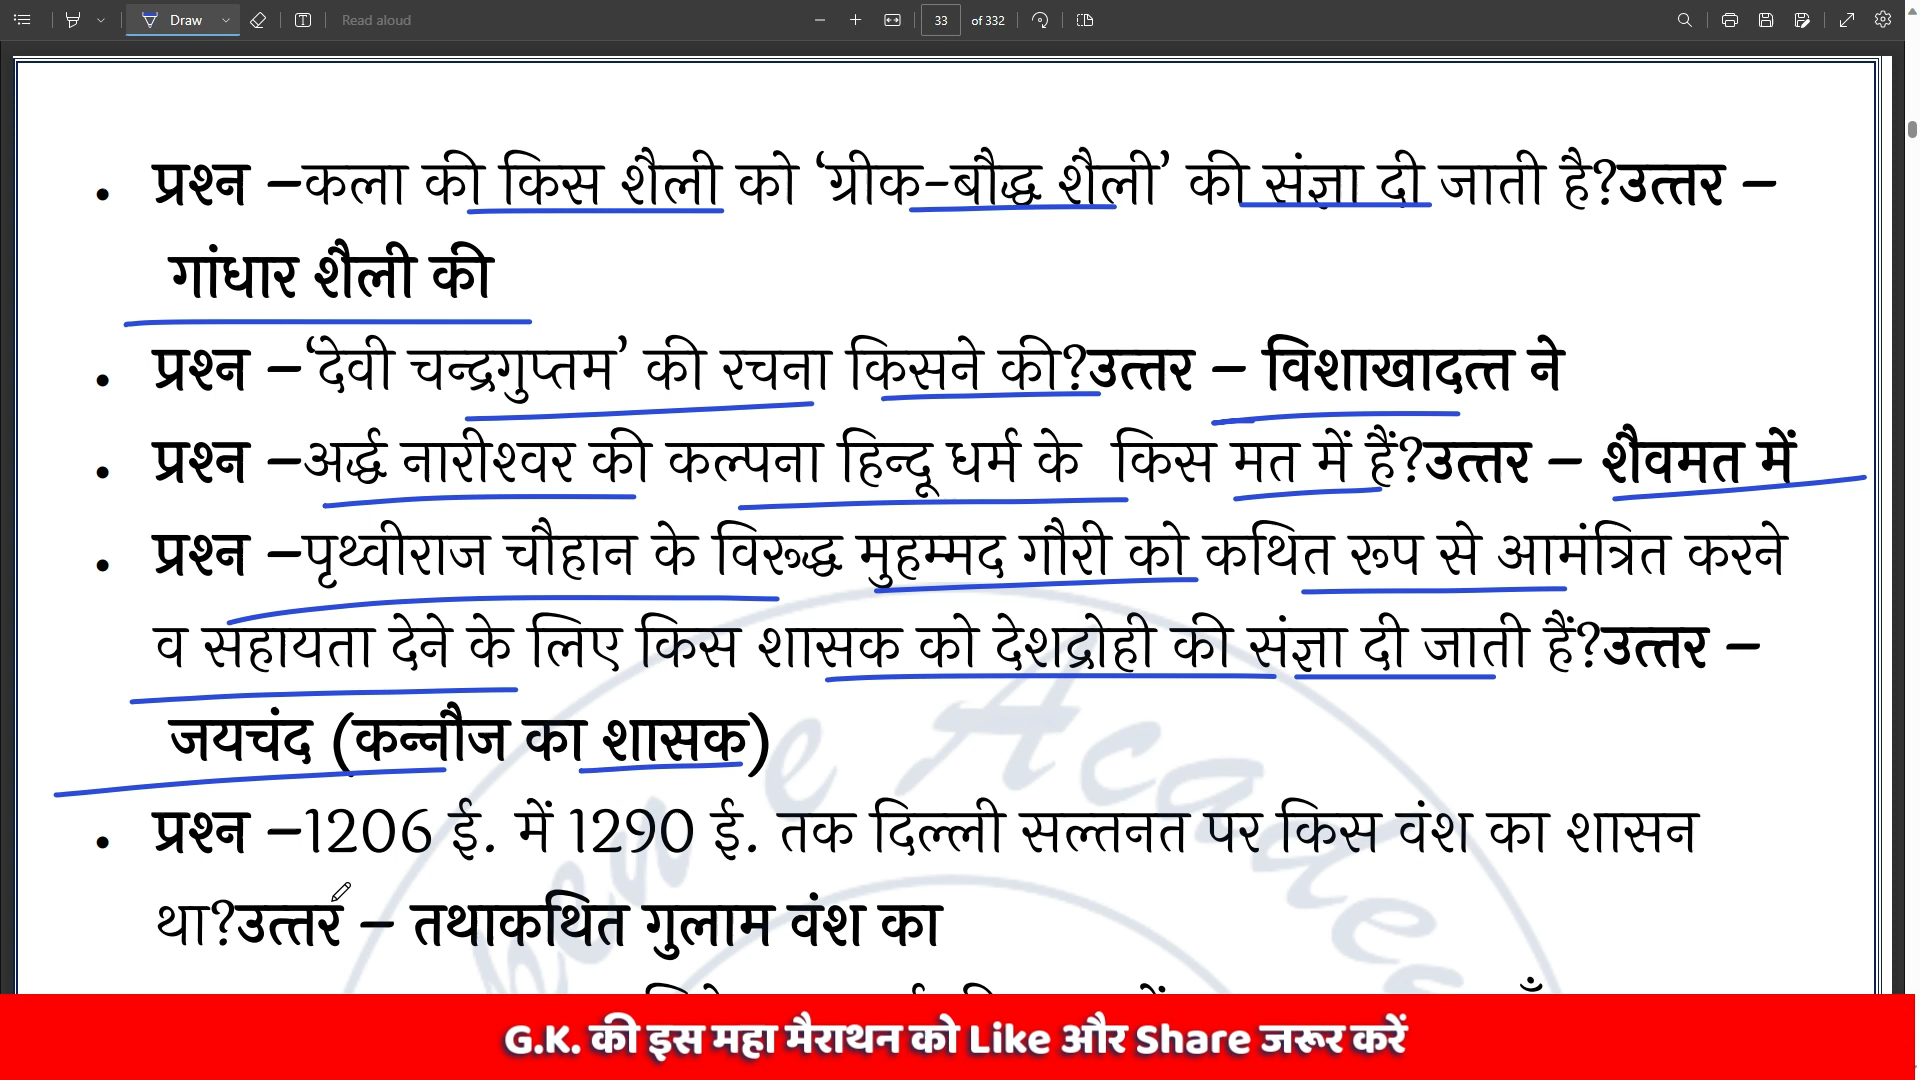 Draw
Read aloud
33 of 332
• प्रश्न –कला की किस शैली को ‘ग्रीक-बौद्ध शैली’ की संज्ञा दी जाती है?उत्तर –
गांधार शैली की
• प्रश्न –‘देवी चन्द्रगुप्तम’ की रचना किसने की?उत्तर – विशाखादत्त ने
• प्रश्न –अर्द्ध नारीश्वर की कल्पना हिन्दू धर्म के किस मत में हैं?उत्तर – शैवमत में
• प्रश्न –पृथ्वीराज चौहान के विरूद्ध मुहम्मद गौरी को कथित रूप से आमंत्रित करने
व सहायता देने के लिए किस शासक को देशद्रोही की संज्ञा दी जाती हैं?उत्तर –
जयचंद (कन्नौज का शासक)
• प्रश्न –1206 ई. में 1290 ई. तक दिल्ली सल्तनत पर किस वंश का शासन
था?उत्तर – तथाकथित गुलाम वंश का
G.K. की इस महा मैराथन को Like और Share जरूर करें